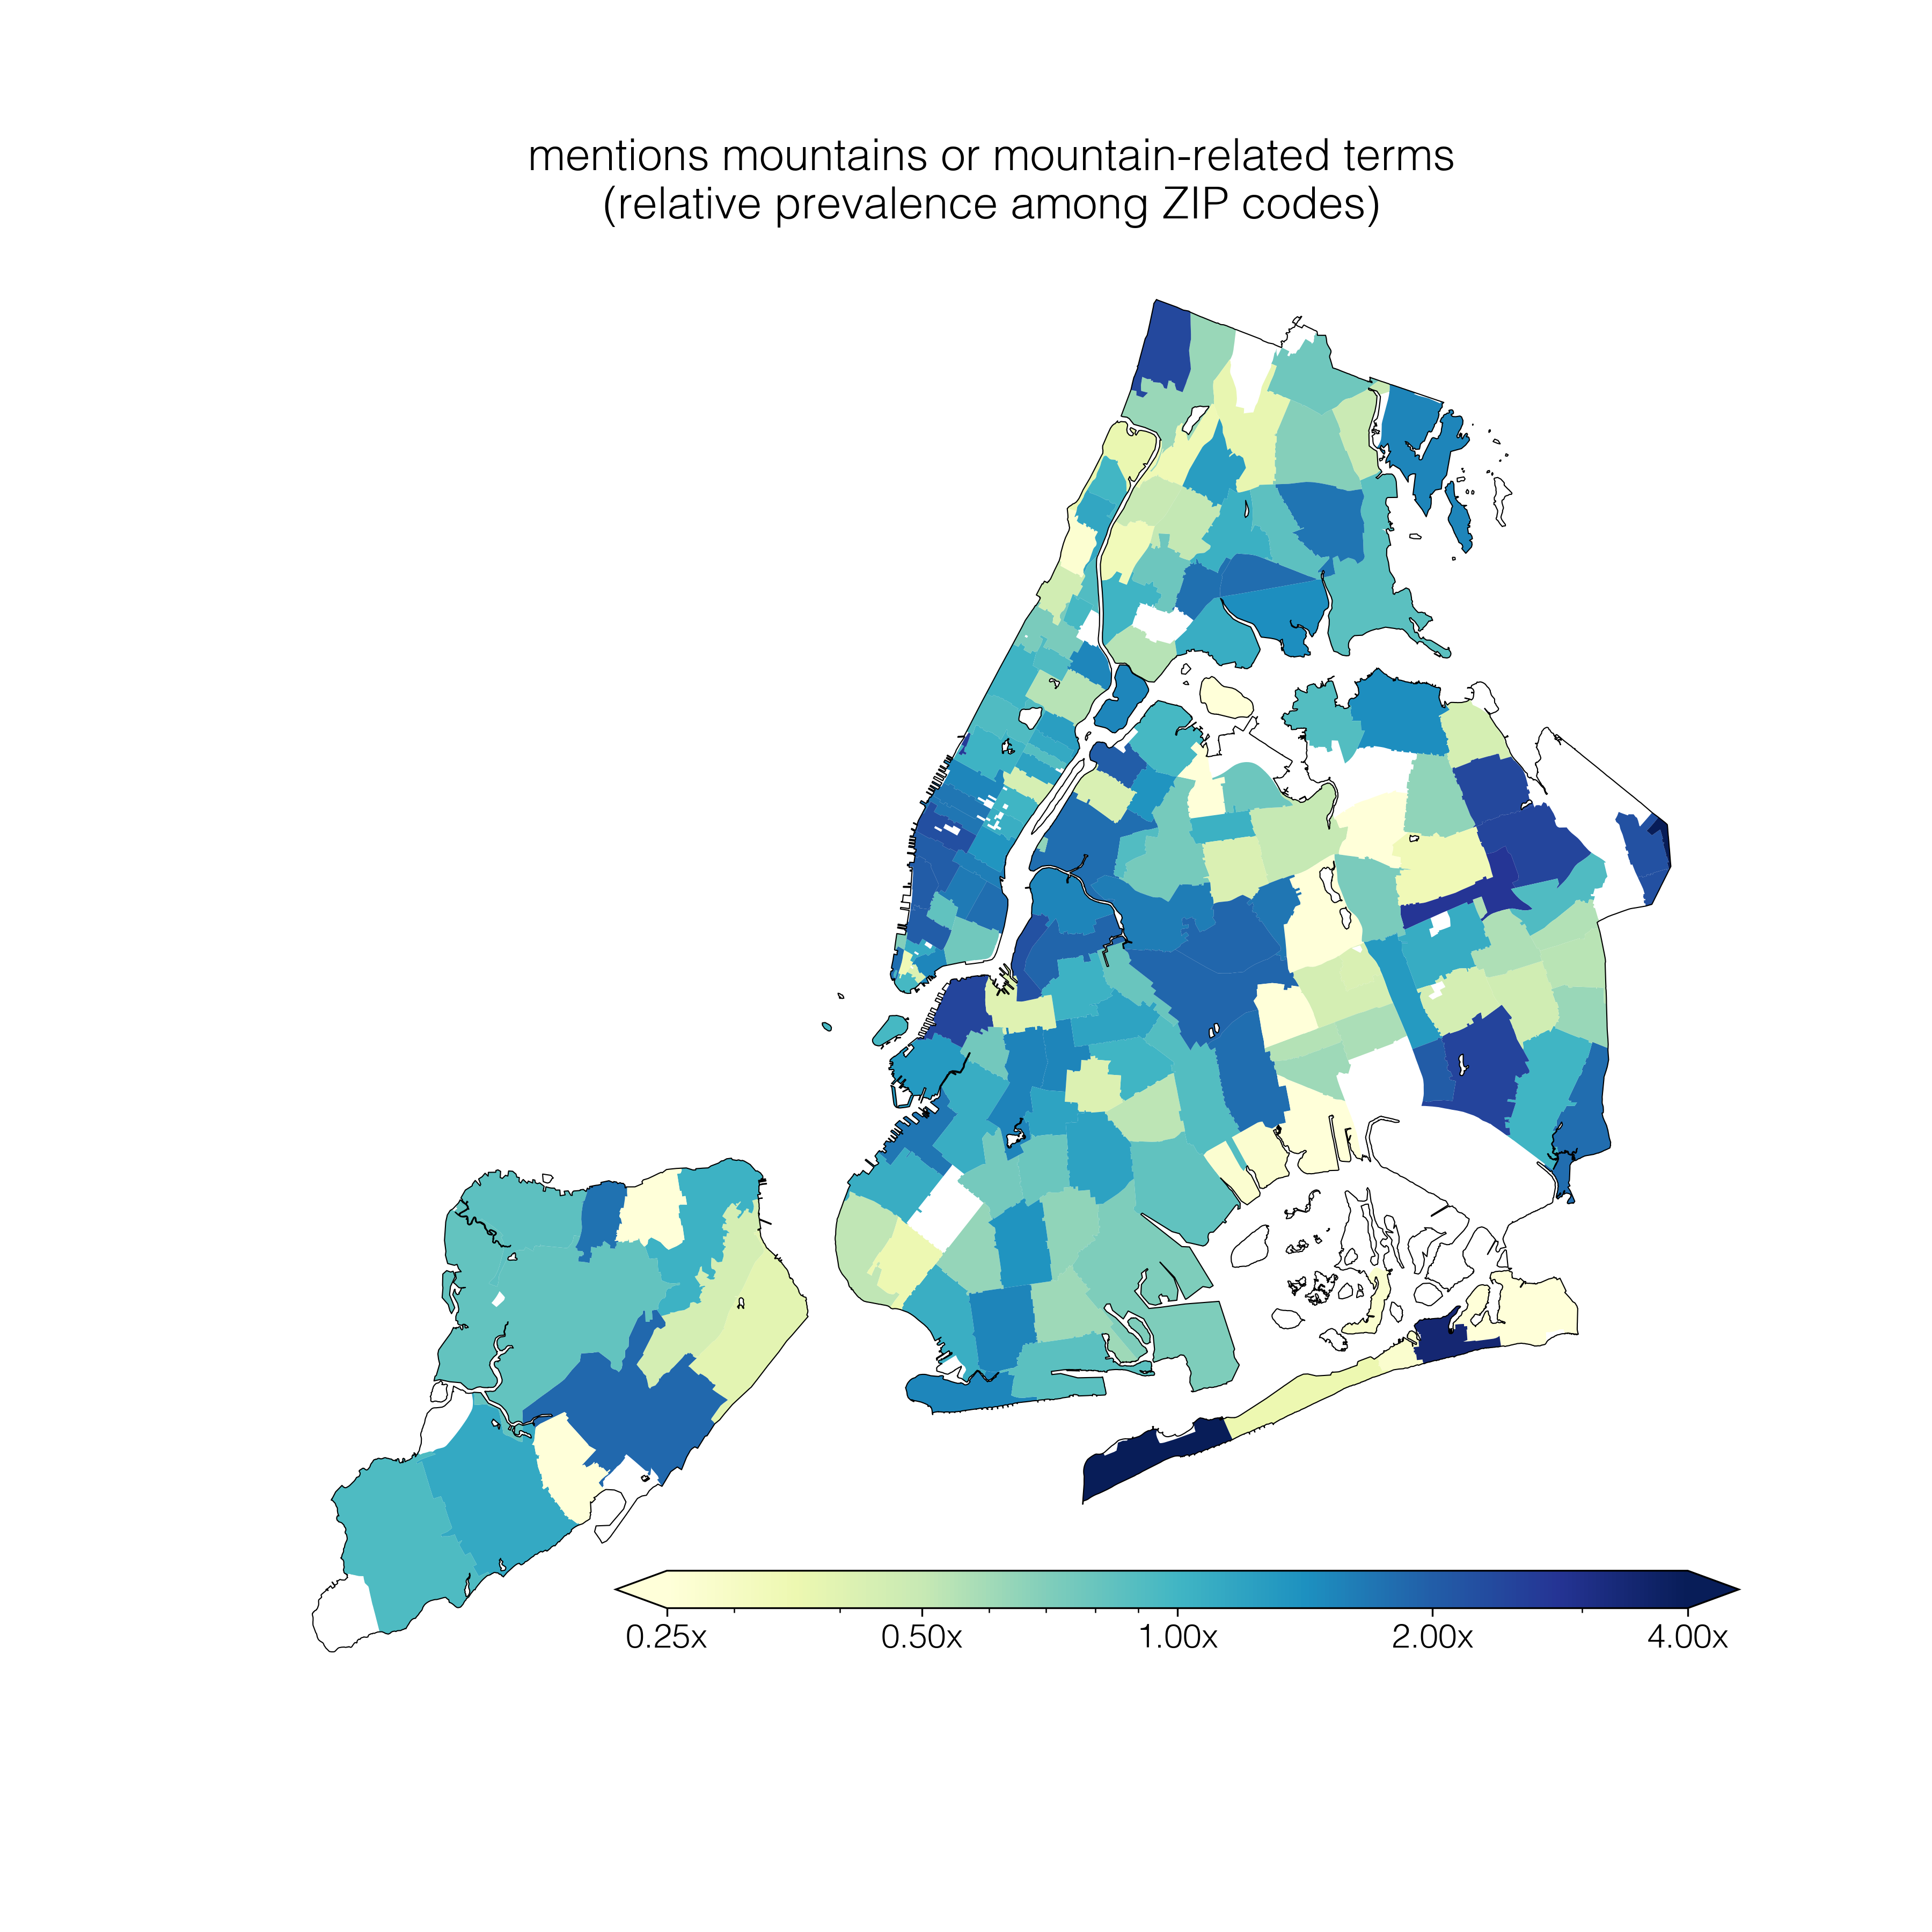 mentions mountains or mountain-related terms
(relative prevalence among ZIP codes)
0.25x 0.50x 1.00x 2.00x 4.00x